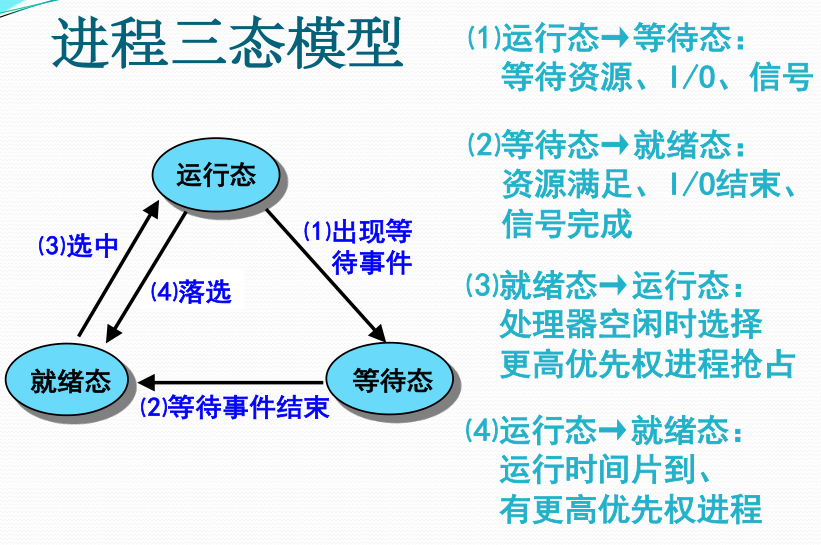 进程三态模型
运行态
(3)选中
(4)落选
(1)出现等
待事件
就绪态
等待态
(2)等待事件结束
(1)运行态→等待态：
等待资源、I/O、信号
(2)等待态→就绪态：
资源满足、I/O结束、
信号完成
(3)就绪态→运行态：
处理器空闲时选择
更高优先权进程抢占
(4)运行态→就绪态：
运行时间片到、
有更高优先权进程